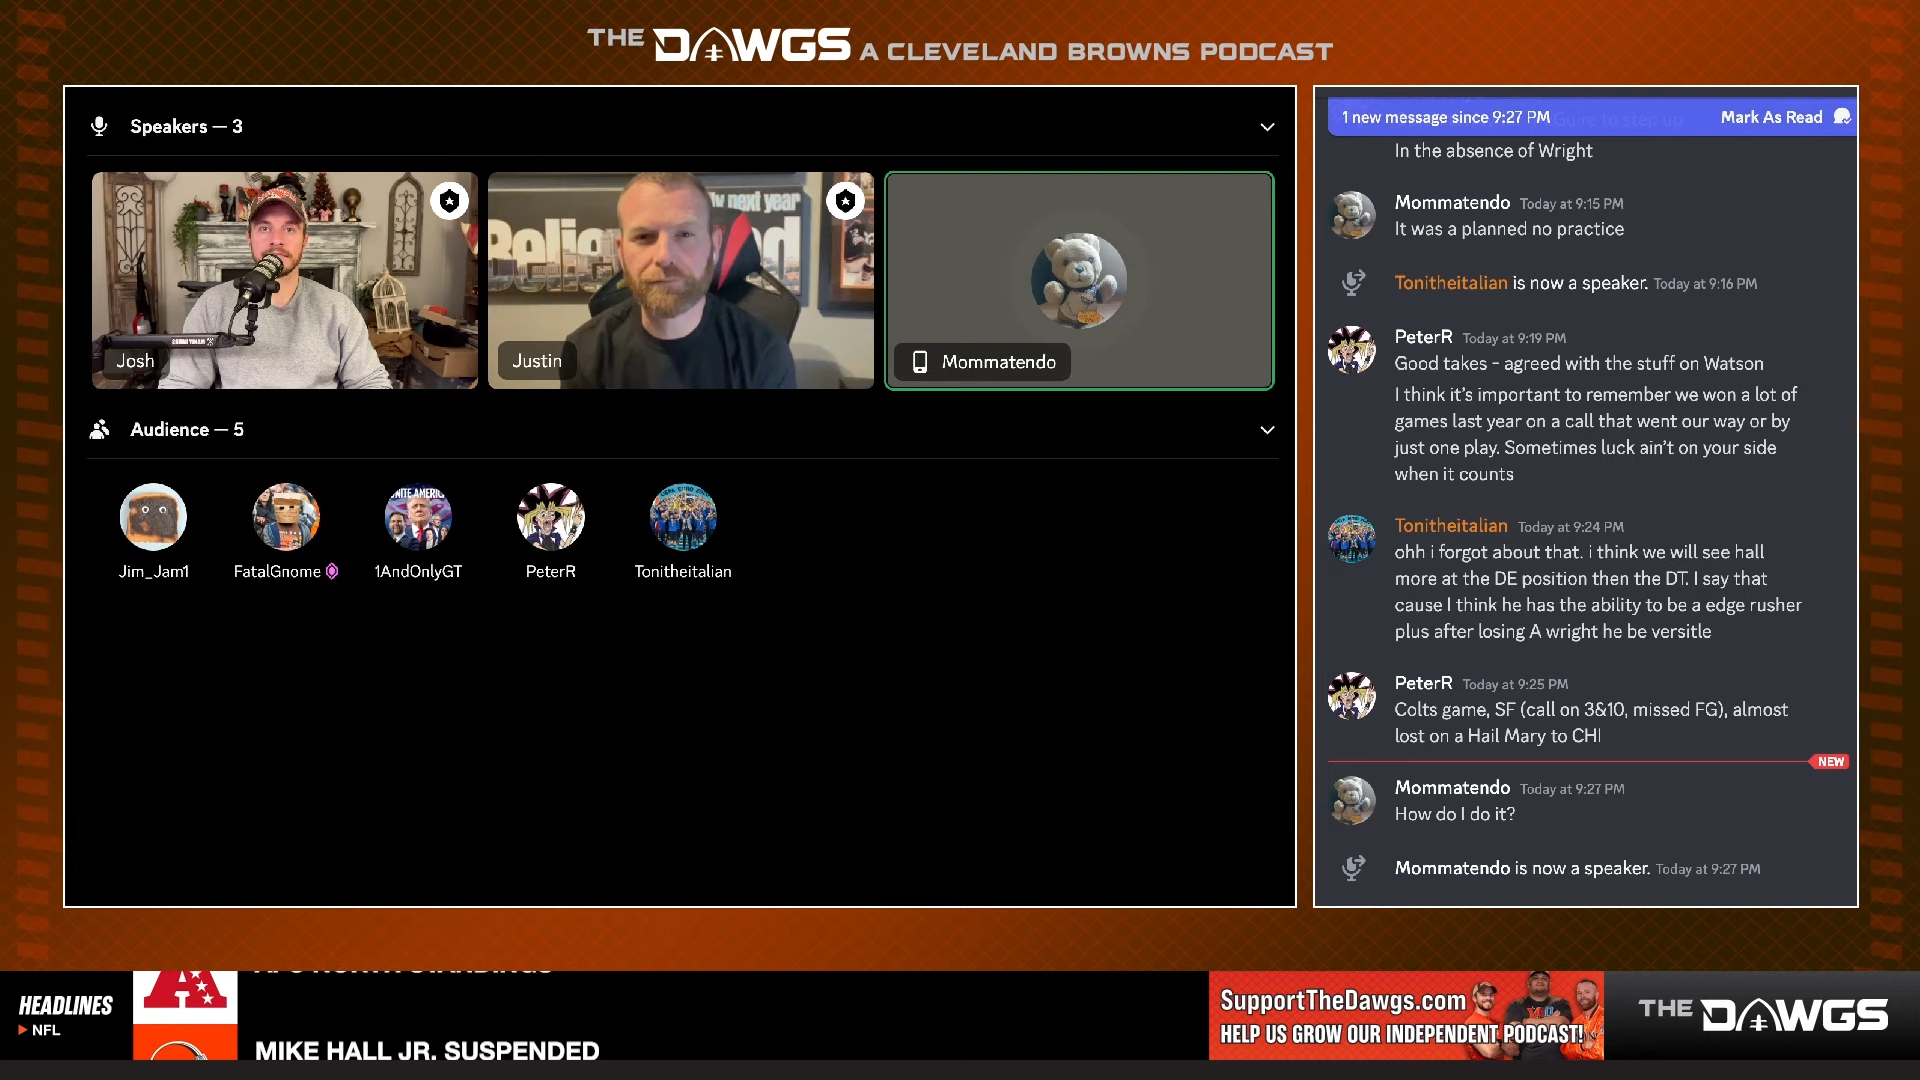 THE DAWGS A CLEVELAND BROWNS PODCAST
Speakers — 3
Josh
Justin
Mommatendo
Audience — 5
Jim_Jam1
FatalGnome
1AndOnlyGT
PeterR
Tonitheitalian
1 new message since 9:27 PM
Mark As Read
In the absence of Wright
Mommatendo Today at 9:15 PM
It was a planned no practice
Tonitheitalian is now a speaker. Today at 9:16 PM
PeterR Today at 9:19 PM
Good takes - agreed with the stuff on Watson
I think it's important to remember we won a lot of
games last year on a call that went our way or by
just one play. Sometimes luck ain't on your side
when it counts
Tonitheitalian Today at 9:24 PM
ohh i forgot about that. i think we will see hall
more at the DE position then the DT. I say that
cause I think he has the ability to be a edge rusher
plus after losing A wright he be versitle
PeterR Today at 9:25 PM
Colts game, SF (call on 3&10, missed FG), almost
lost on a Hail Mary to CHI
NEW
Mommatendo Today at 9:27 PM
How do I do it?
Mommatendo is now a speaker. Today at 9:27 PM
HEADLINES
NFL
MIKE HALL JR. SUSPENDED
SupportTheDawgs.com
HELP US GROW OUR INDEPENDENT PODCAST!
THE DAWGS